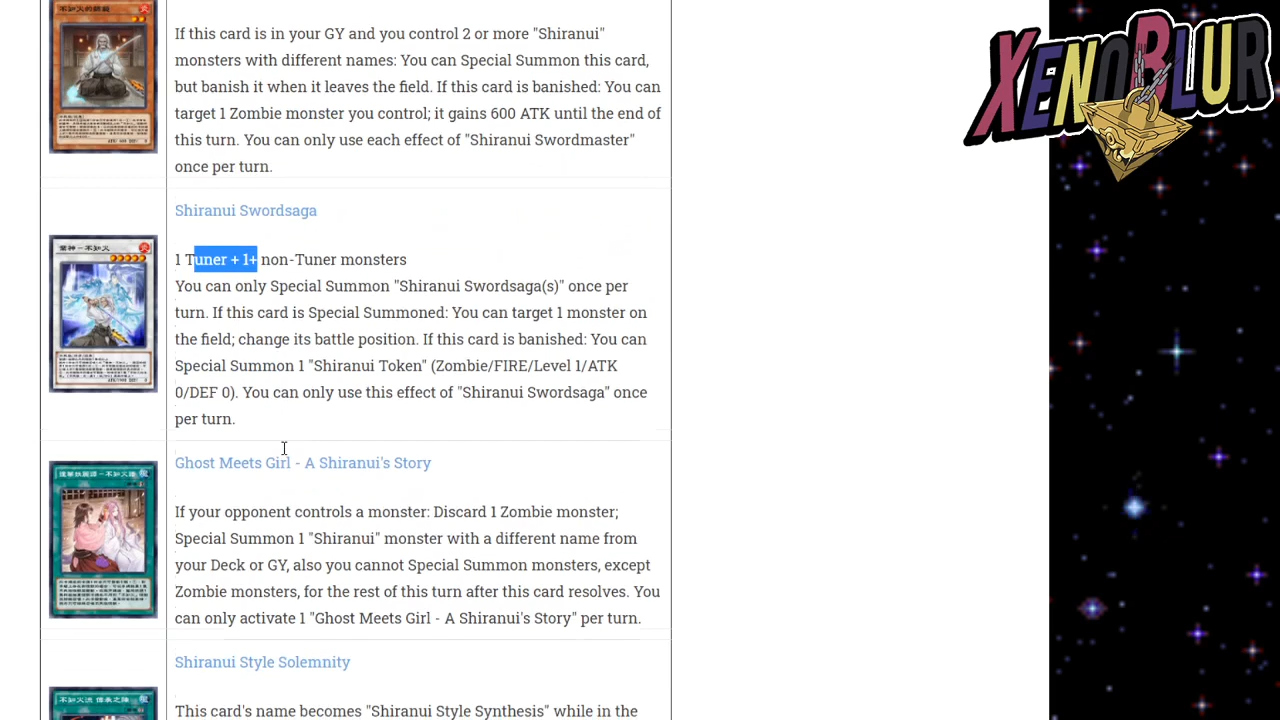 XENOBLUR
If this card is in your GY and you control 2 or more "Shiranui"
monsters with different names: You can Special Summon this card,
but banish it when it leaves the field. If this card is banished: You can
target 1 Zombie monster you control; it gains 600 ATK until the end of
this turn. You can only use each effect of "Shiranui Swordmaster"
once per turn.
Shiranui Swordsaga
1 Tuner + 1+ non-Tuner monsters
You can only Special Summon "Shiranui Swordsaga(s)" once per
turn. If this card is Special Summoned: You can target 1 monster on
the field; change its battle position. If this card is banished: You can
Special Summon 1 "Shiranui Token" (Zombie/FIRE/Level 1/ATK
0/DEF 0). You can only use this effect of "Shiranui Swordsaga" once
per turn.
Ghost Meets Girl - A Shiranui's Story
If your opponent controls a monster: Discard 1 Zombie monster;
Special Summon 1 "Shiranui" monster with a different name from
your Deck or GY, also you cannot Special Summon monsters, except
Zombie monsters, for the rest of this turn after this card resolves. You
can only activate 1 "Ghost Meets Girl - A Shiranui's Story" per turn.
Shiranui Style Solemnity
This card's name becomes "Shiranui Style Synthesis" while in the